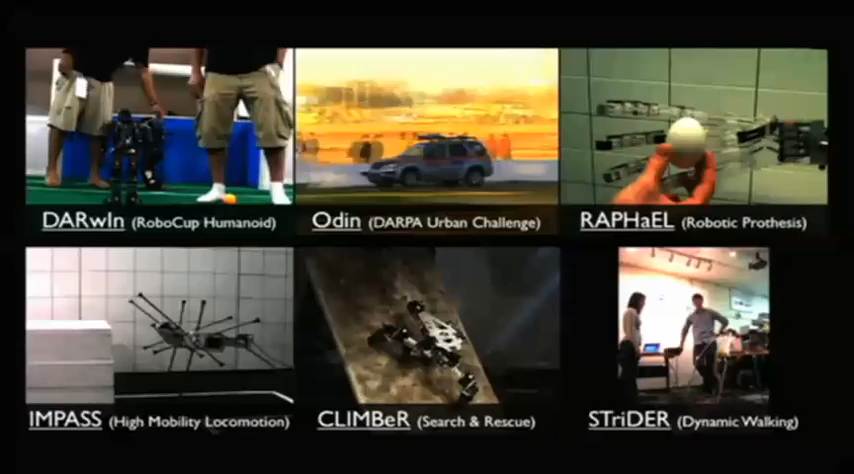 DARwIn (RoboCup Humanoid)
Odin (DARPA Urban Challenge)
RAPHaEL (Robotic Prothesis)
IMPASS (High Mobility Locomotion)
CLIMBeR (Search & Rescue)
STriDER (Dynamic Walking)